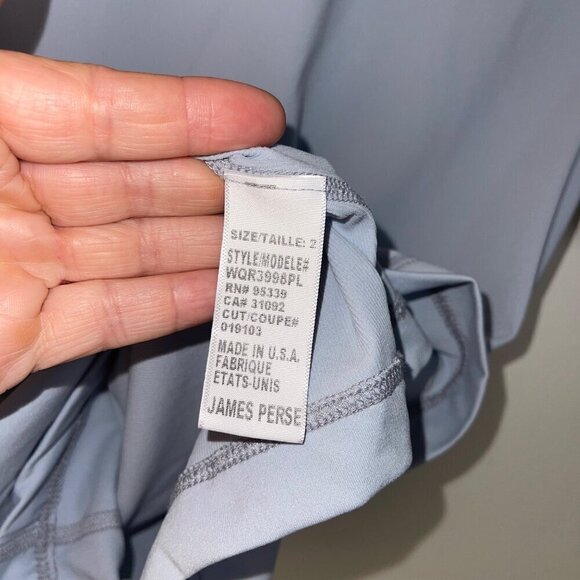 SIZE/TAILLE: 2
STYLE/MODELE#
WQR3998PL
RN# 95339
CA# 31092
CUT/COUPE#
019103
MADE IN U.S.A.
FABRIQUE
ETATS-UNIS
JAMES PERSE